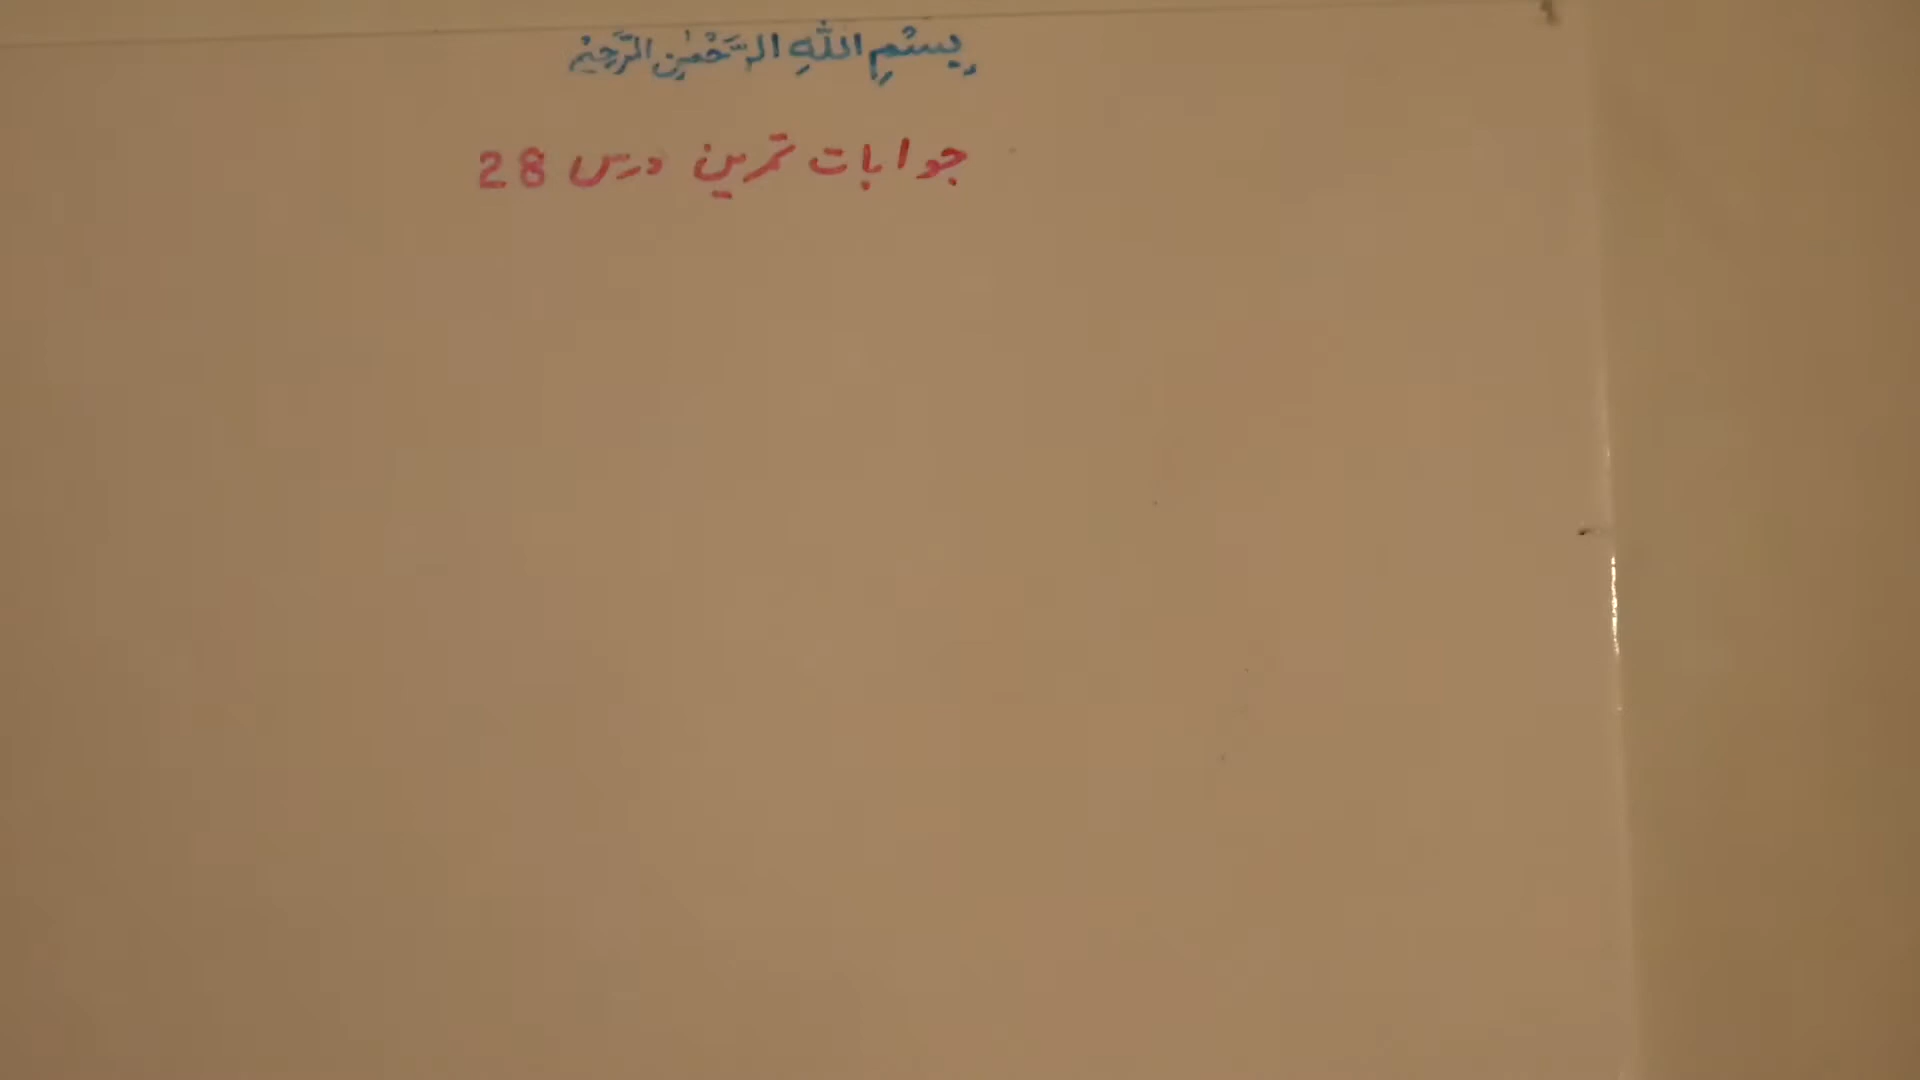 بِسْمِ اللّٰهِ الرَّحْمٰنِ الرَّحِيْمِ
جوابات تمرین درس 28